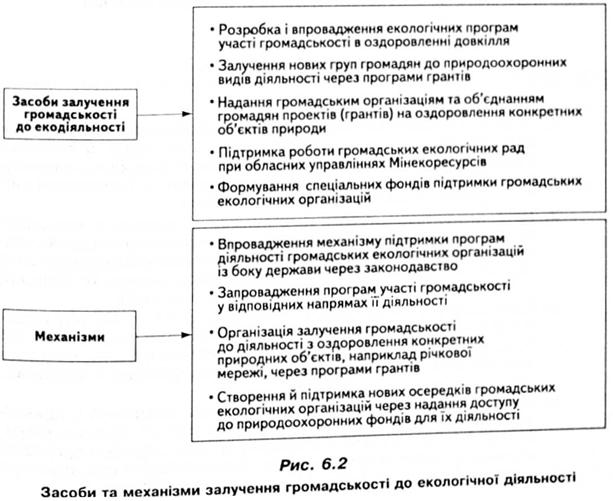 Засоби залучення
громадськості
до екодіяльності
• Розробка і впровадження екологічних програм
участі громадськості в оздоровленні довкілля
• Залучення нових груп громадян до природоохоронних
видів діяльності через програми грантів
• Надання громадським організаціям та об'єднанням
громадян проектів (грантів) на оздоровлення конкретних
об'єктів природи
• Підтримка роботи громадських екологічних рад
при обласних управліннях Мінекоресурсів
• Формування спеціальних фондів підтримки громадських
екологічних організацій
Механізми
• Впровадження механізму підтримки програм
діяльності громадських екологічних організацій
із боку держави через законодавство
• Запровадження програм участі громадськості
у відповідних напрямах її діяльності
• Організація залучення громадськості
до діяльності з оздоровлення конкретних
природних об'єктів, наприклад річкової
мережі, через програми грантів
• Створення й підтримка нових осередків громадських
екологічних організацій через надання доступу
до природоохоронних фондів для їх діяльності
Рис. 6.2
Засоби та механізми залучення громадськості до екологічної діяльності